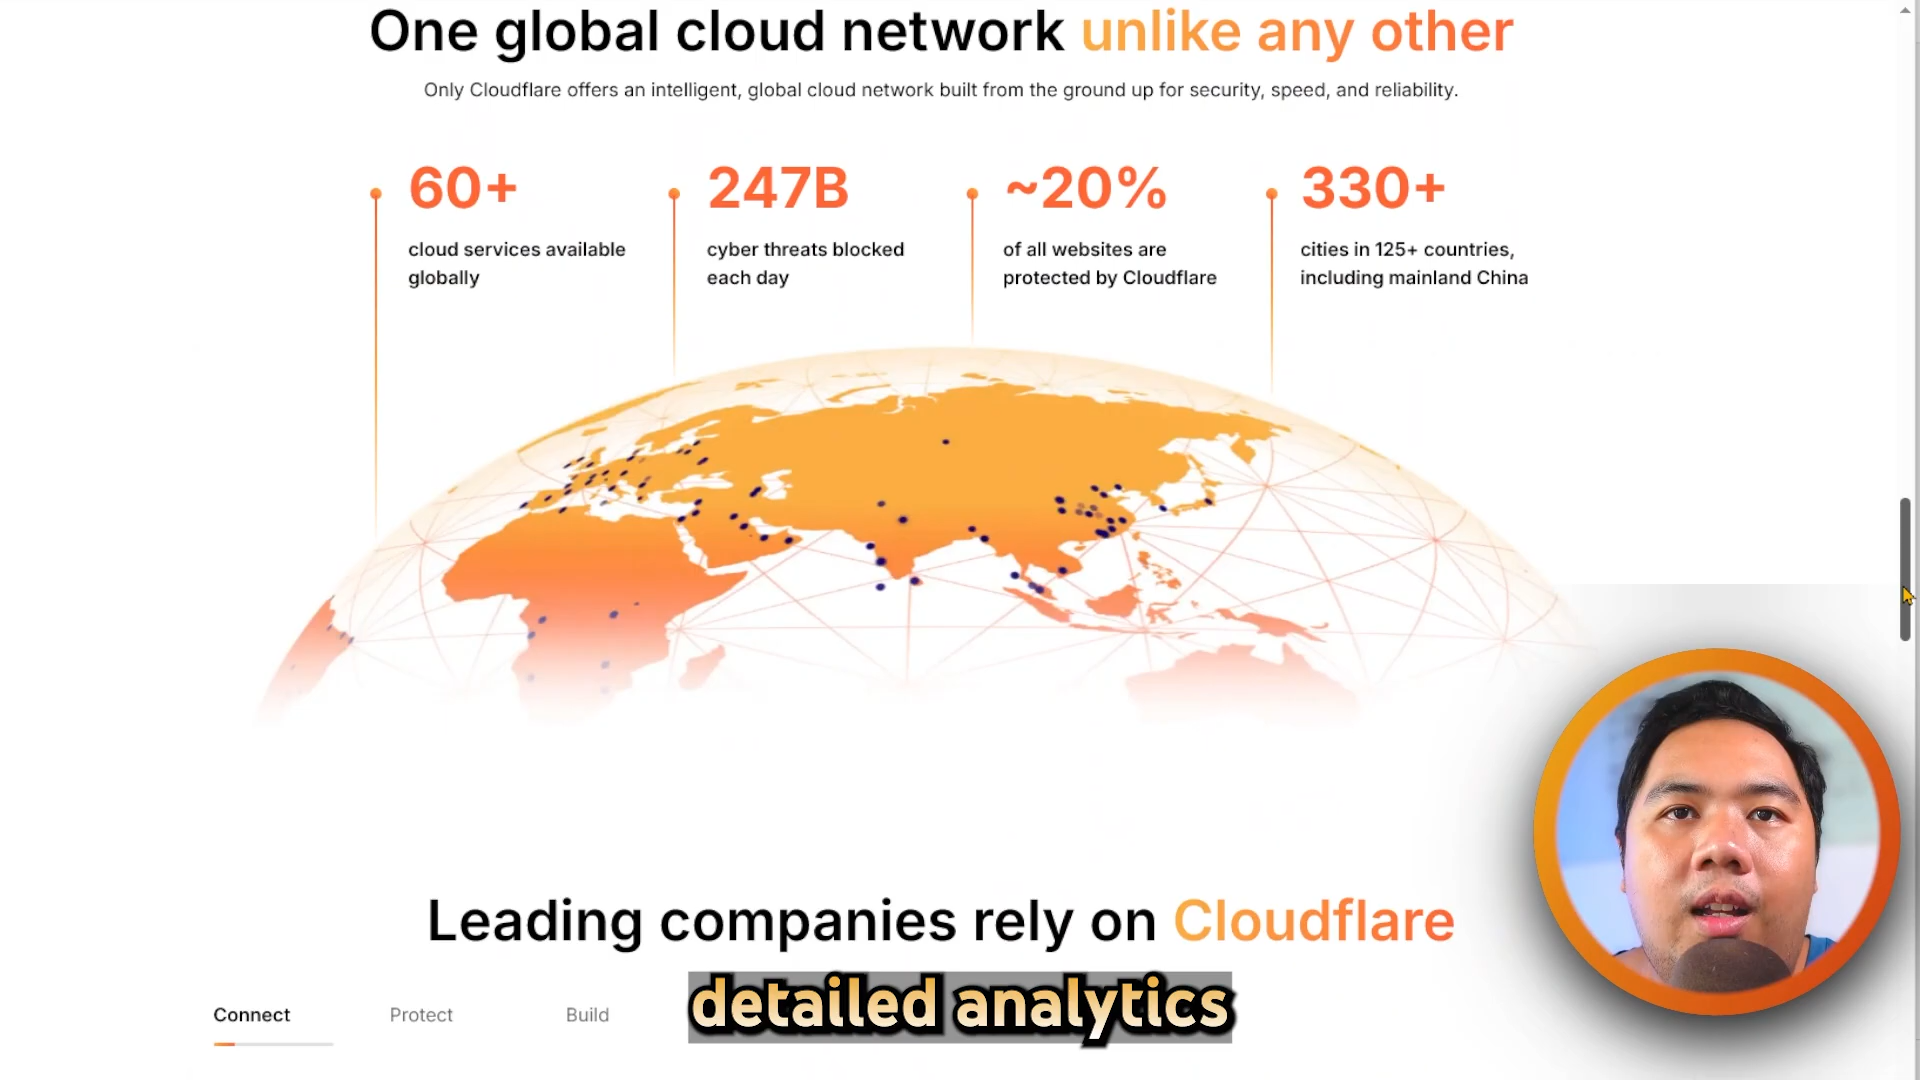 One global cloud network unlike any other
Only Cloudflare offers an intelligent, global cloud network built from the ground up for security, speed, and reliability.
60+
cloud services available
globally
247B
cyber threats blocked
each day
~20%
of all websites are
protected by Cloudflare
330+
cities in 125+ countries,
including mainland China
Leading companies rely on Cloudflare
Connect
Protect
Build
detailed analytics